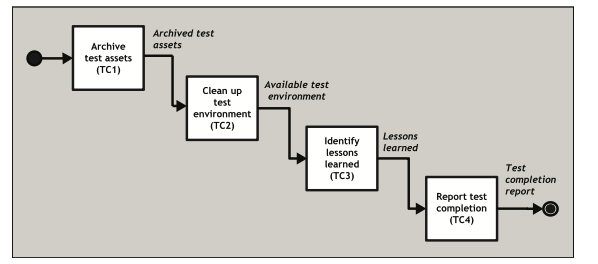 Archive
test assets
(TC1)
Archived test
assets
Clean up
test
environment
(TC2)
Available test
environment
Identify
lessons
learned
(TC3)
Lessons
learned
Report test
completion
(TC4)
Test
completion
report